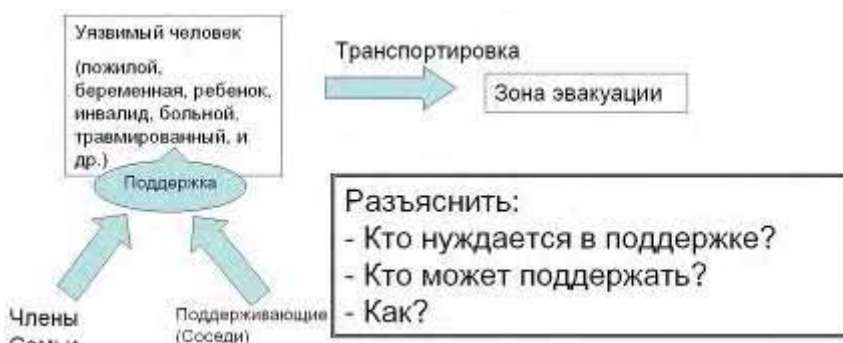 Уязвимый человек
(пожилой,
беременная, ребенок,
инвалид, больной,
травмированный, и
др.)
Поддержка
Транспортировка
Зона эвакуации
Разъяснить:
- Кто нуждается в поддержке?
- Кто может поддержать?
- Как?
Члены
Поддерживающие
(Соседи)